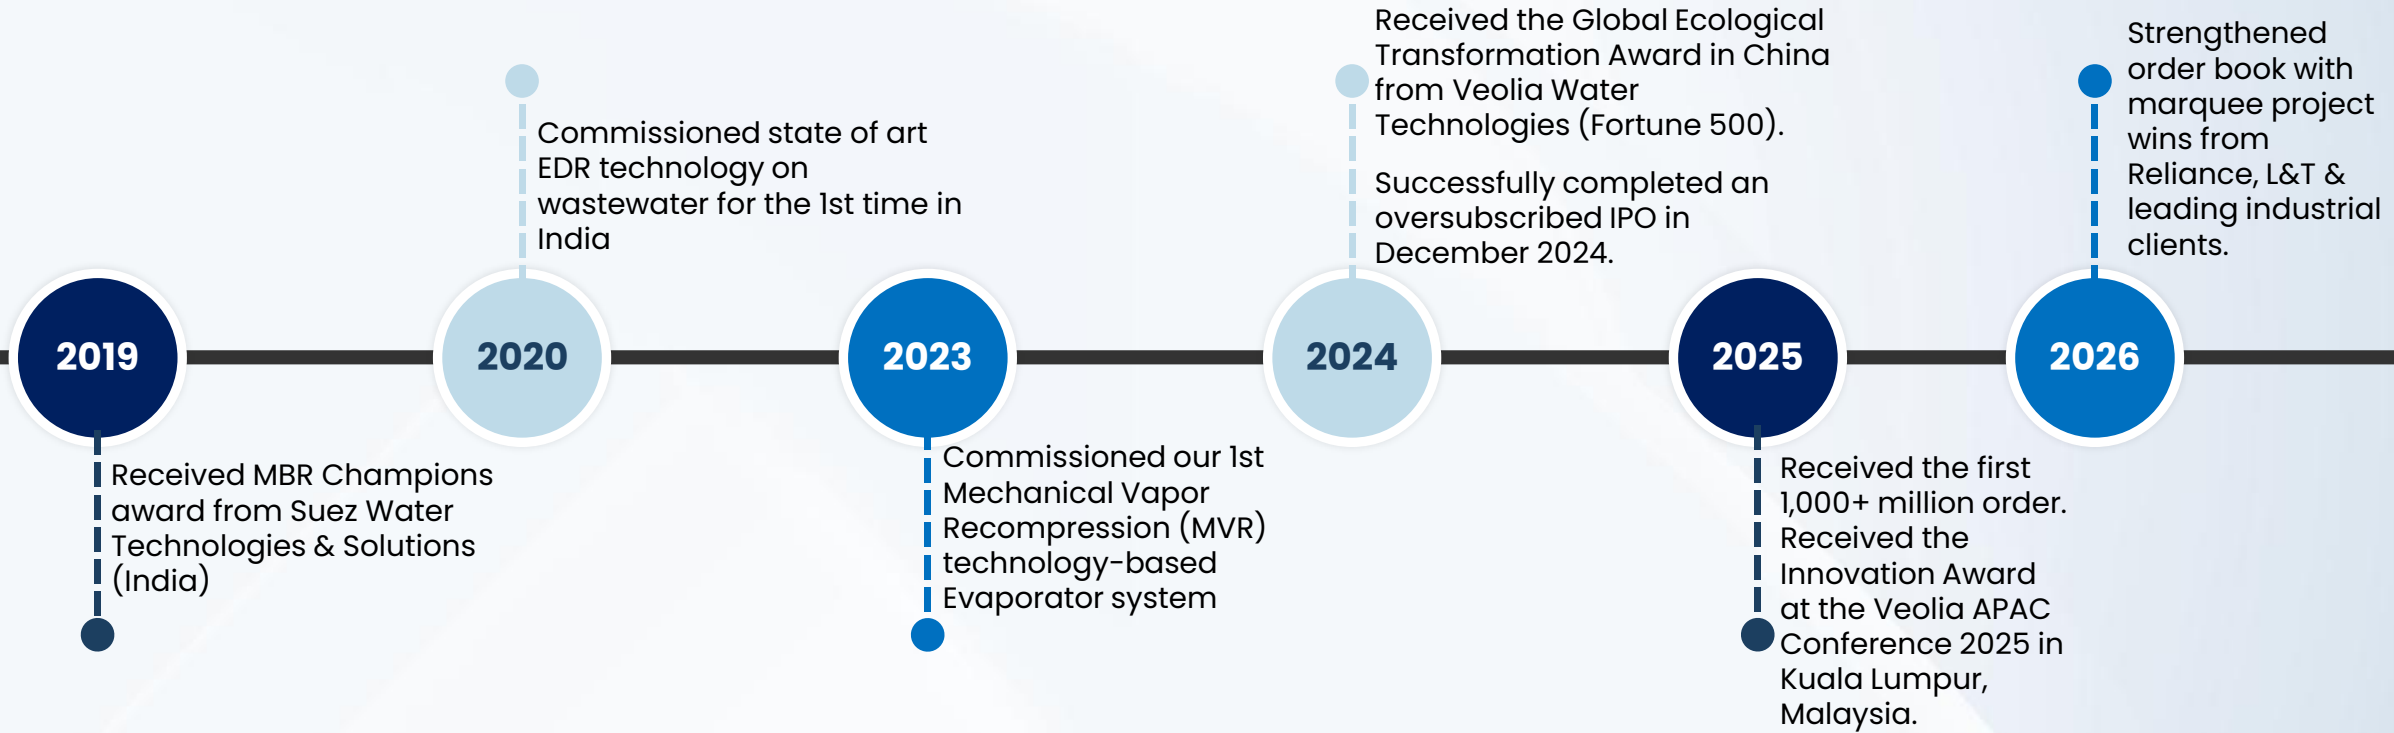 2019
Received MBR Champions
award from Suez Water
Technologies & Solutions
(India)
2020
Commissioned state of art
EDR technology on
wastewater for the 1st time in
India
2023
Commissioned our 1st
Mechanical Vapor
Recompression (MVR)
technology-based
Evaporator system
2024
Received the Global Ecological
Transformation Award in China
from Veolia Water
Technologies (Fortune 500).
Successfully completed an
oversubscribed IPO in
December 2024.
2025
Received the first
1,000+ million order.
Received the
Innovation Award
at the Veolia APAC
Conference 2025 in
Kuala Lumpur,
Malaysia.
2026
Strengthened
order book with
marquee project
wins from
Reliance, L&T &
leading industrial
clients.